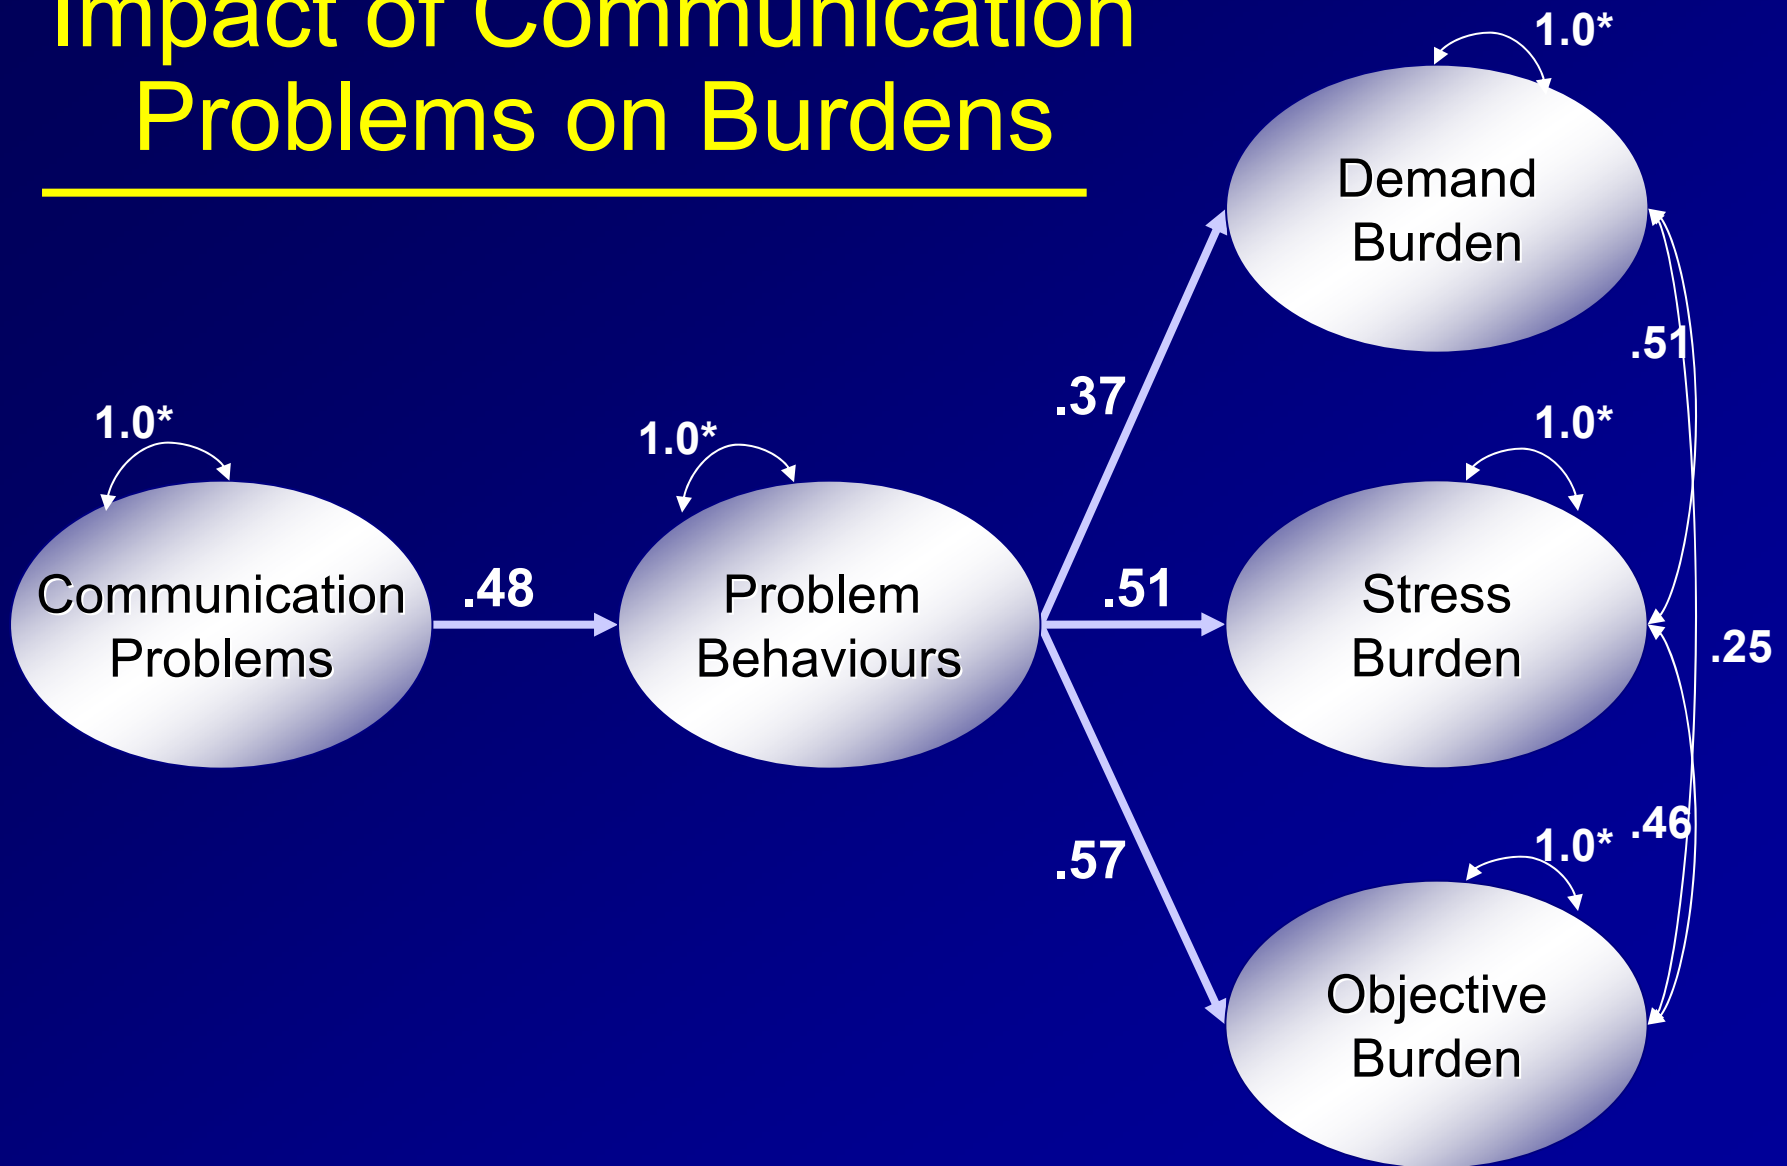 Impact of Communication
Problems on Burdens
1.0*
Demand
Burden
.51
.37
1.0*
1.0*
1.0*
Communication
Problems
.48
Problem
Behaviours
.51
Stress
Burden
.25
.46
1.0*
.57
Objective
Burden